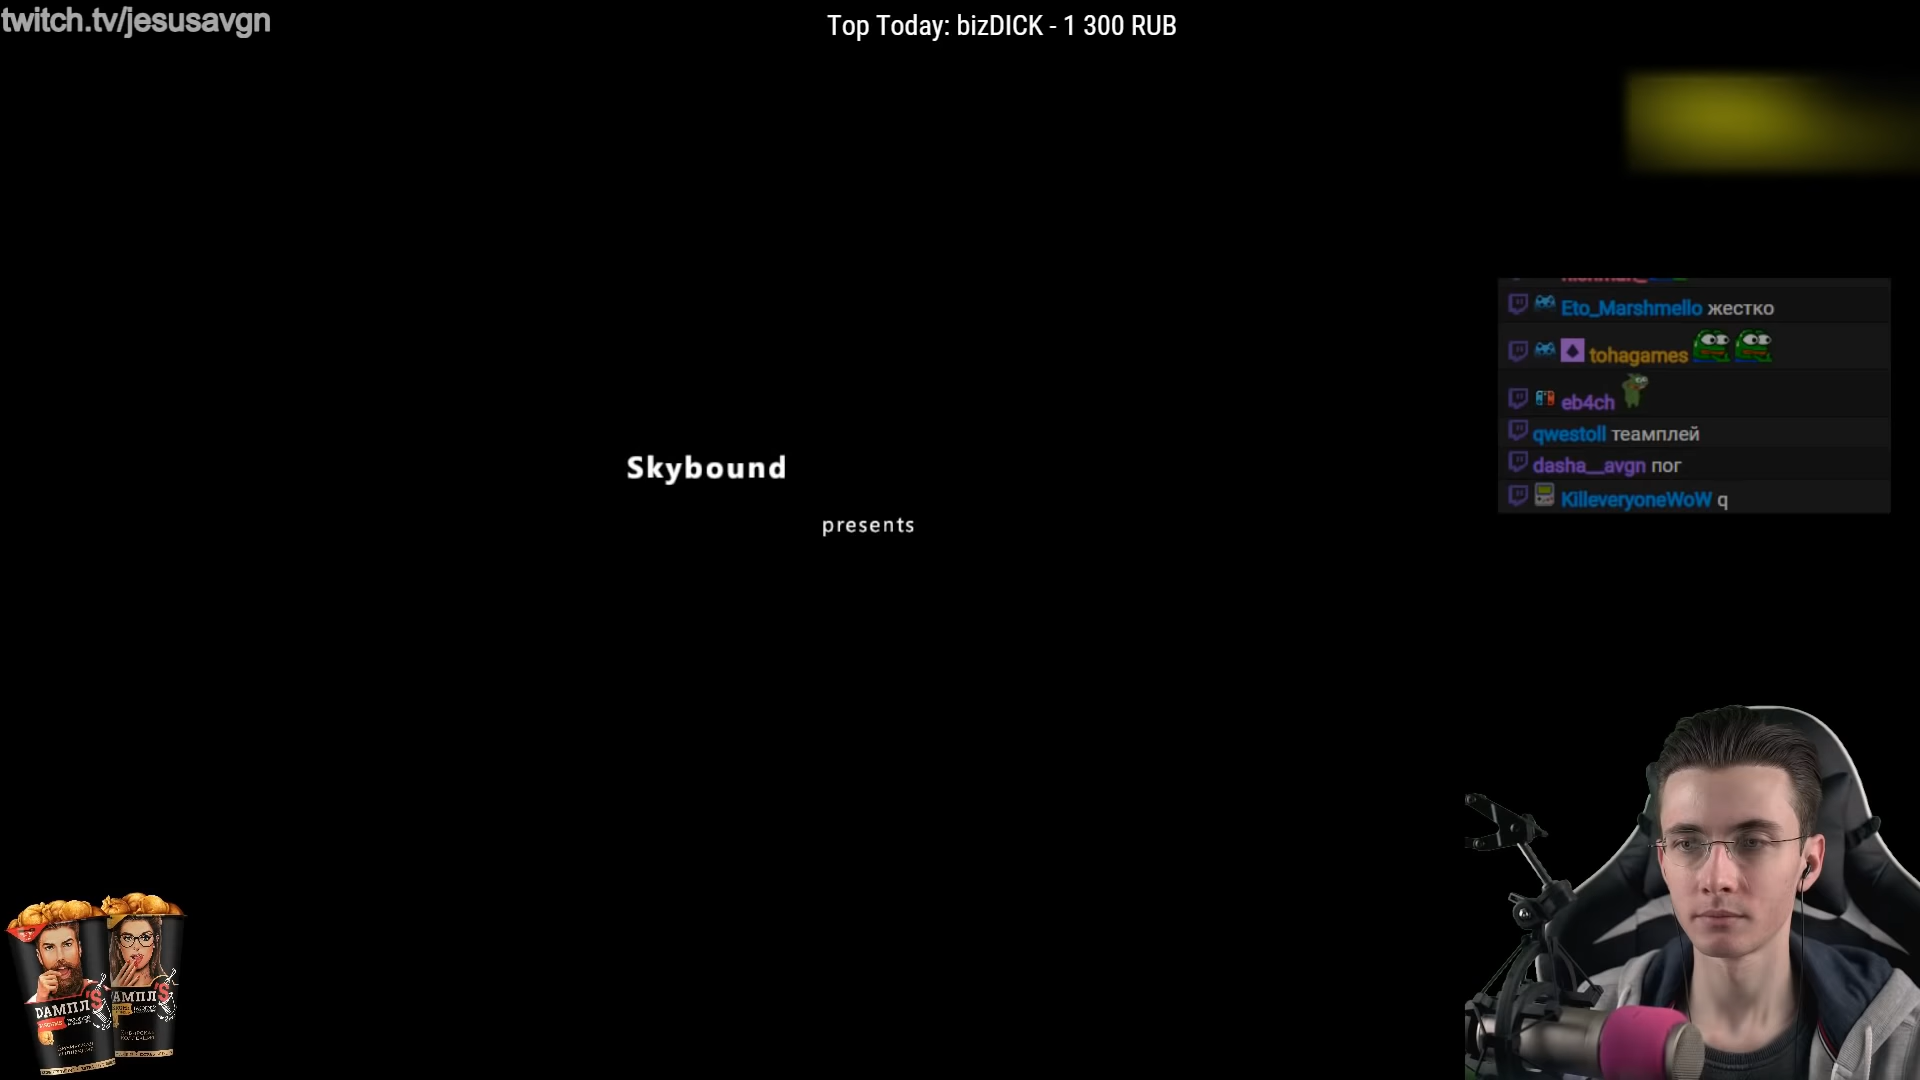 twitch.tv/jesusavgn
Top Today: bizDICK - 1 300 RUB
Eto_Marshmello жестко
tohagames
eb4ch
qwestoll теамплей
dasha__avgn пог
KilleveryoneWoW q
Skybound
presents
DАМПЛ'S